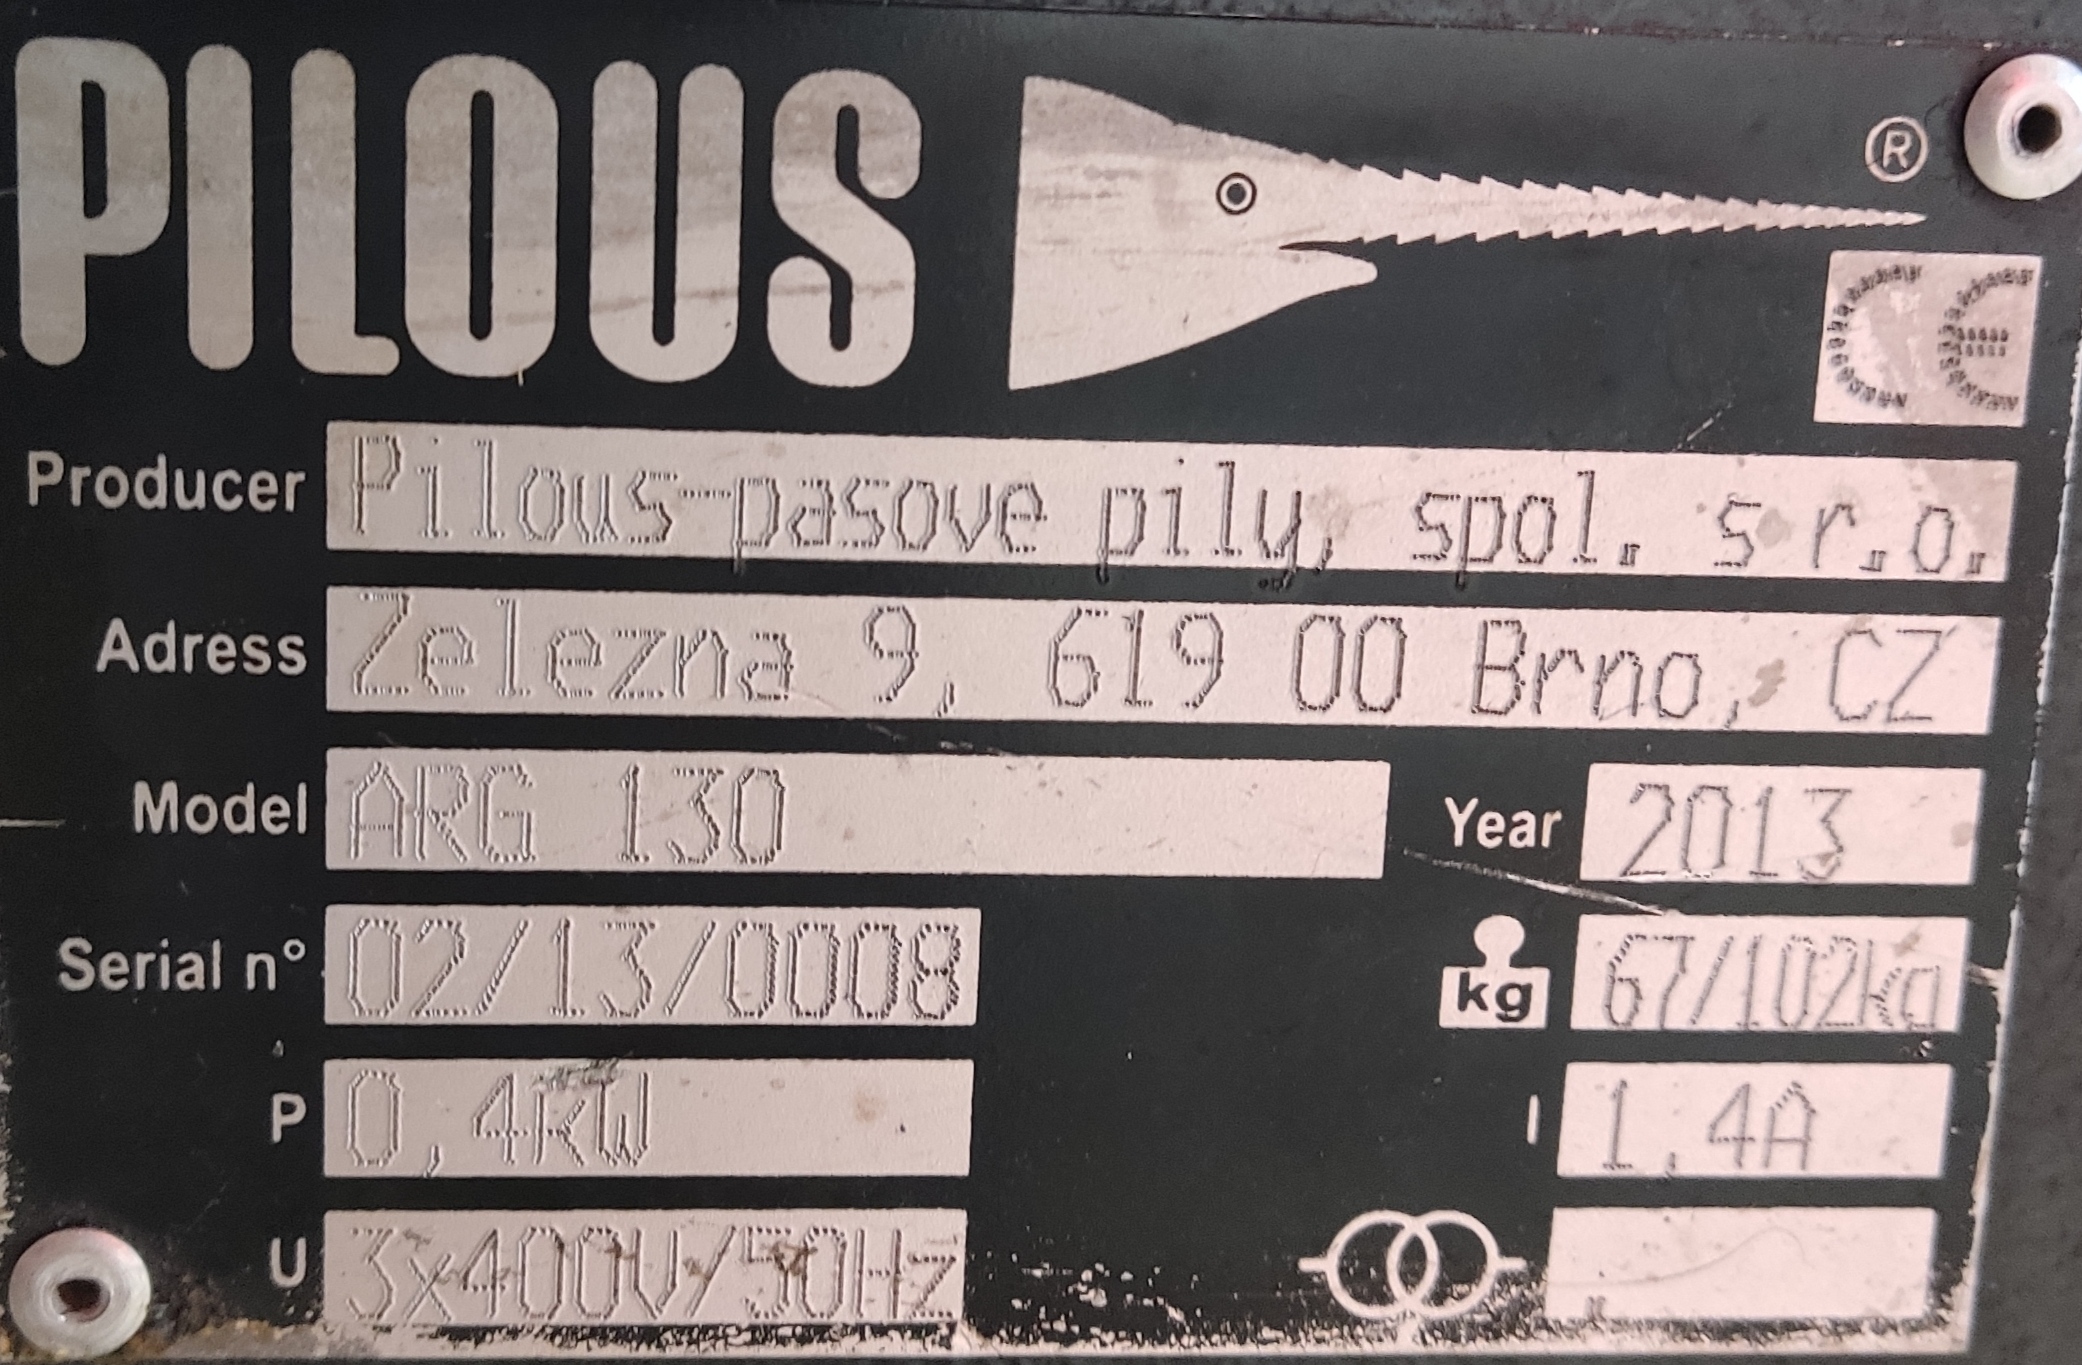 PILOUS ®
CE
Producer Pilous-pasove pily, spol. s r.o.
Adress Zelezna 9, 619 00 Brno, CZ
Model ARG 130 Year 2013
Serial n° 02/13/0008 kg 67/102kg
P 0,4kW I 1,4A
U 3x400V/50Hz